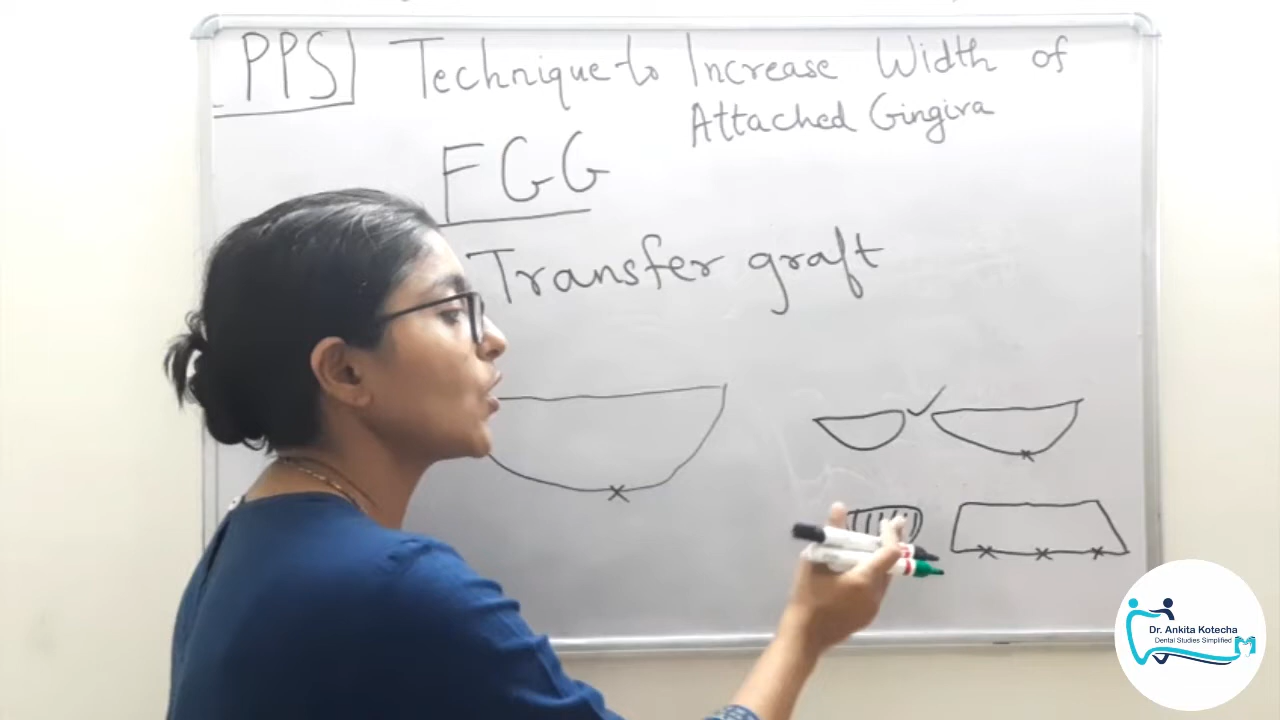 PPS Technique to Increase Width of
Attached Gingiva
FGG
Transfer graft
Dr. Ankita Kotecha
Dental Studies Simplified